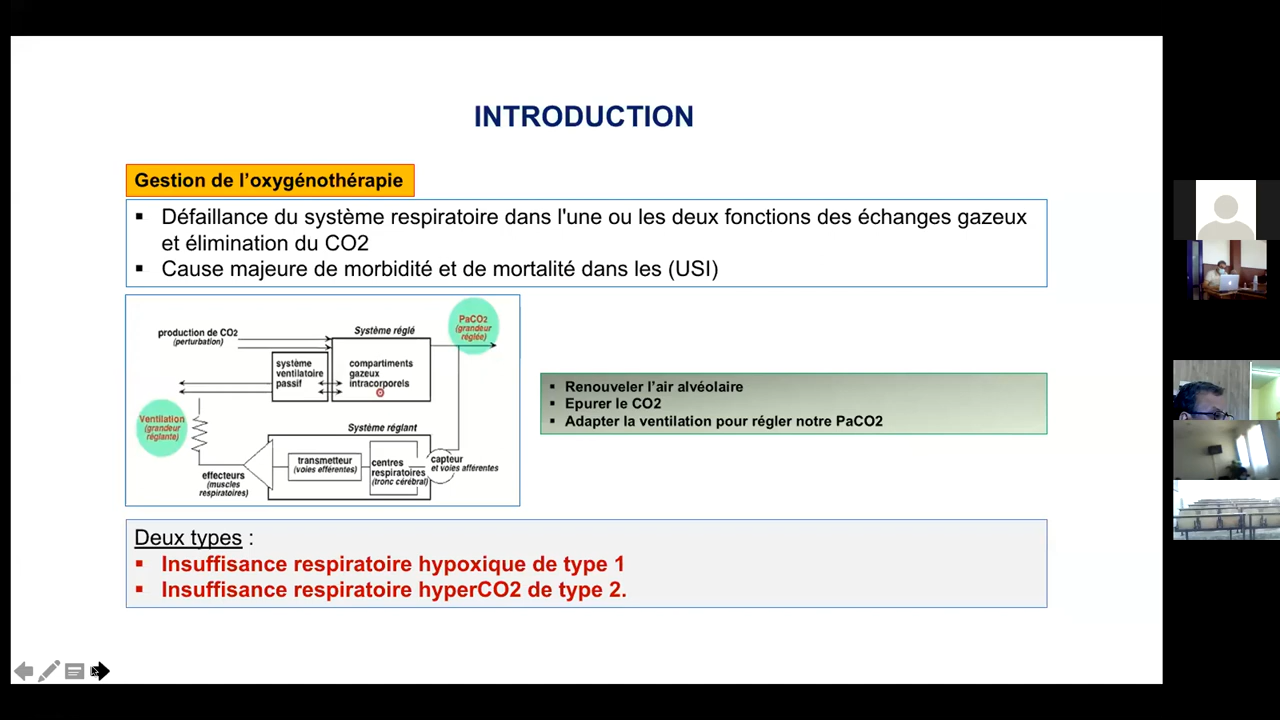 INTRODUCTION
Gestion de l’oxygénothérapie
▪ Défaillance du système respiratoire dans l'une ou les deux fonctions des échanges gazeux
et élimination du CO2
▪ Cause majeure de morbidité et de mortalité dans les (USI)
production de CO2
(perturbation)
Système réglé
PaCO2
(grandeur
réglée)
système
ventilatoire
passif
compartiments
gazeux
intracorporels
Ventilation
(grandeur
réglante)
Système réglant
effecteurs
(muscles
respiratoires)
transmetteur
(voies efférentes)
centres
respiratoires
(tronc cérébral)
capteur
et voies afférentes
▪ Renouveler l’air alvéolaire
▪ Epurer le CO2
▪ Adapter la ventilation pour régler notre PaCO2
Deux types :
▪ Insuffisance respiratoire hypoxique de type 1
▪ Insuffisance respiratoire hyperCO2 de type 2.